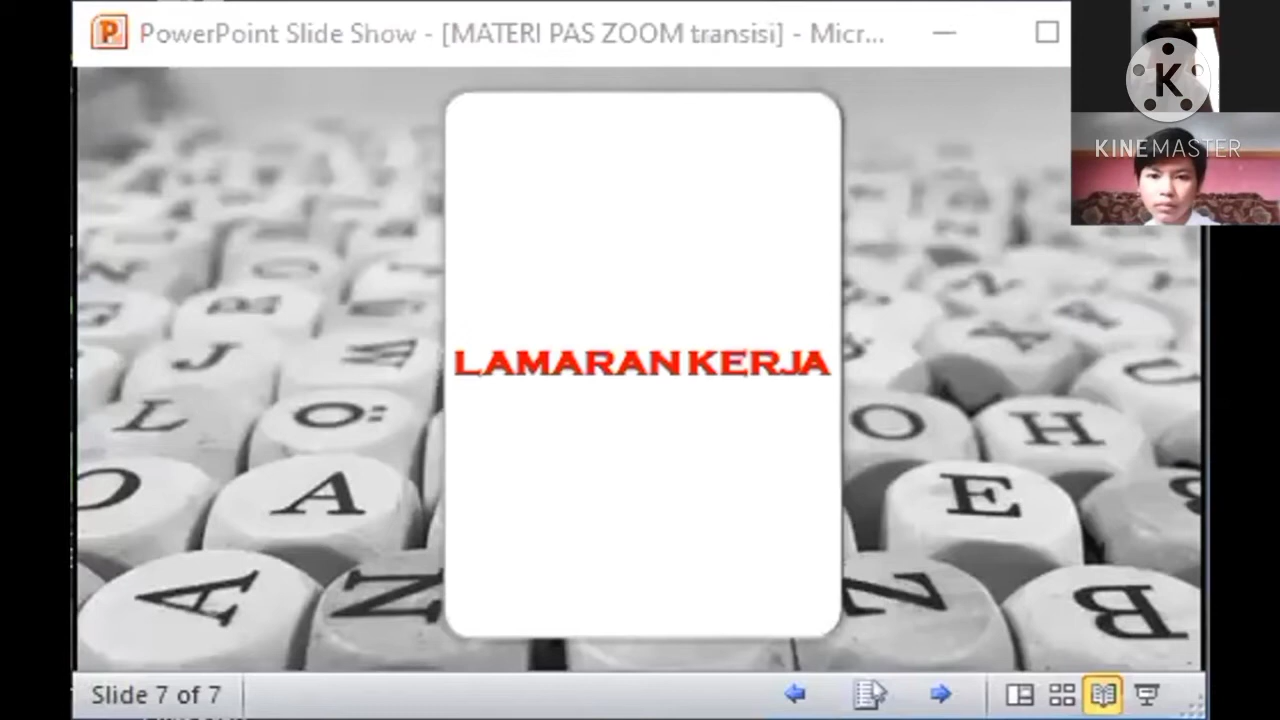 PowerPoint Slide Show - [MATERI PAS ZOOM transisi] - Micr...
K
KINEMASTER
LAMARAN KERJA
J
L
O:
O
H
A
E
A
N
N
B
Slide 7 of 7